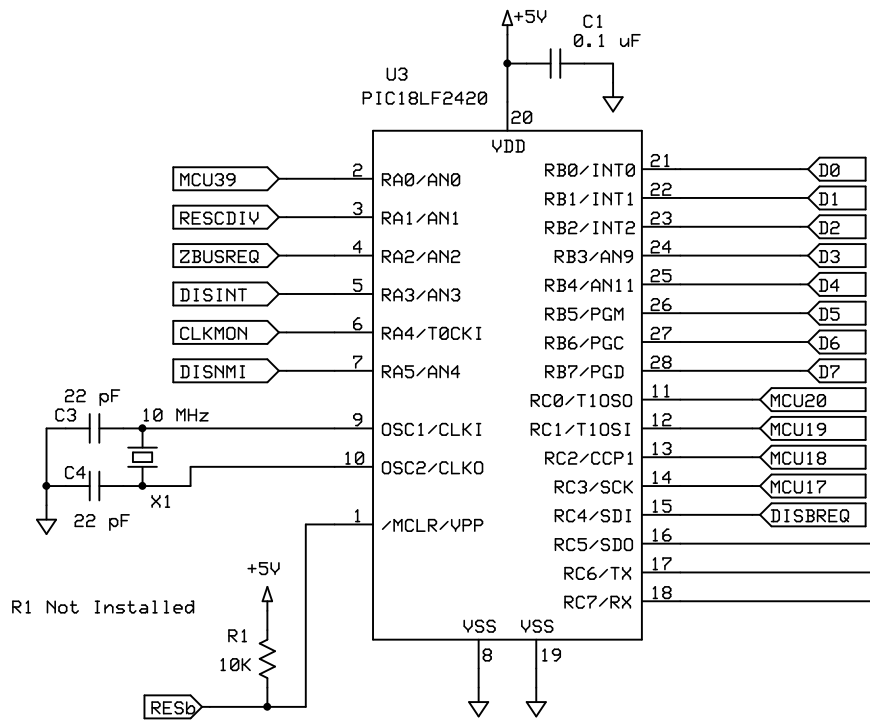 +5V
C1
0.1 uF
U3
PIC18LF2420
20
VDD
MCU39
2
RA0/AN0
RB0/INT0
21
D0
RESCDIV
3
RA1/AN1
RB1/INT1
22
D1
ZBUSREQ
4
RA2/AN2
RB2/INT2
23
D2
DISINT
5
RA3/AN3
RB3/AN9
24
D3
CLKMON
6
RA4/T0CKI
RB4/AN11
25
D4
DISNMI
7
RA5/AN4
RB5/PGM
26
D5
RB6/PGC
27
D6
RB7/PGD
28
D7
22 pF
C3
10 MHz
9
OSC1/CLKI
RC0/T1OSO
11
MCU20
RC1/T1OSI
12
MCU19
C4
X1
22 pF
10
OSC2/CLKO
RC2/CCP1
13
MCU18
RC3/SCK
14
MCU17
1
/MCLR/VPP
RC4/SDI
15
DISBREQ
RC5/SDO
16
RC6/TX
17
RC7/RX
18
+5V
R1 Not Installed
R1
10K
VSS
VSS
8
19
RESb